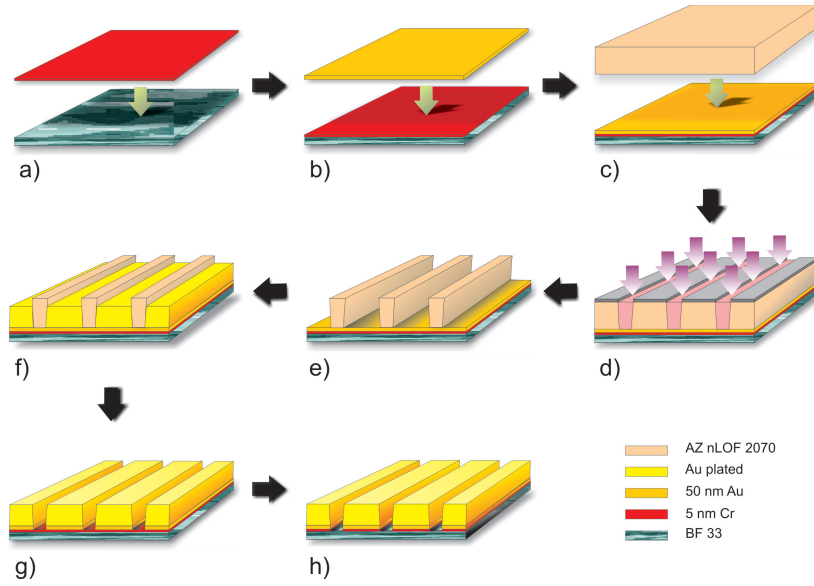 a)
b)
c)
f)
e)
d)
AZ nLOF 2070
Au plated
50 nm Au
5 nm Cr
BF 33
g)
h)